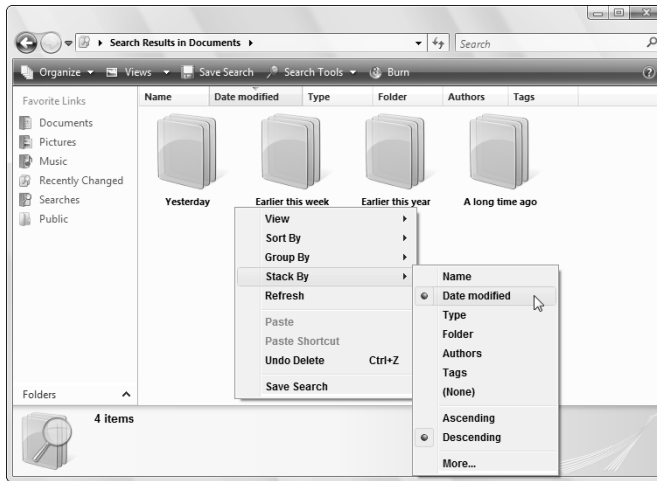 Search Results in Documents
Search
Organize Views Save Search Search Tools Burn
Favorite Links
Documents
Pictures
Music
Recently Changed
Searches
Public
Folders
Name Date modified Type Folder Authors Tags
Yesterday Earlier this week Earlier this year A long time ago
View
Sort By
Group By
Stack By
Refresh
Paste
Paste Shortcut
Undo Delete Ctrl+Z
Save Search
Name
Date modified
Type
Folder
Authors
Tags
(None)
Ascending
Descending
More...
4 items